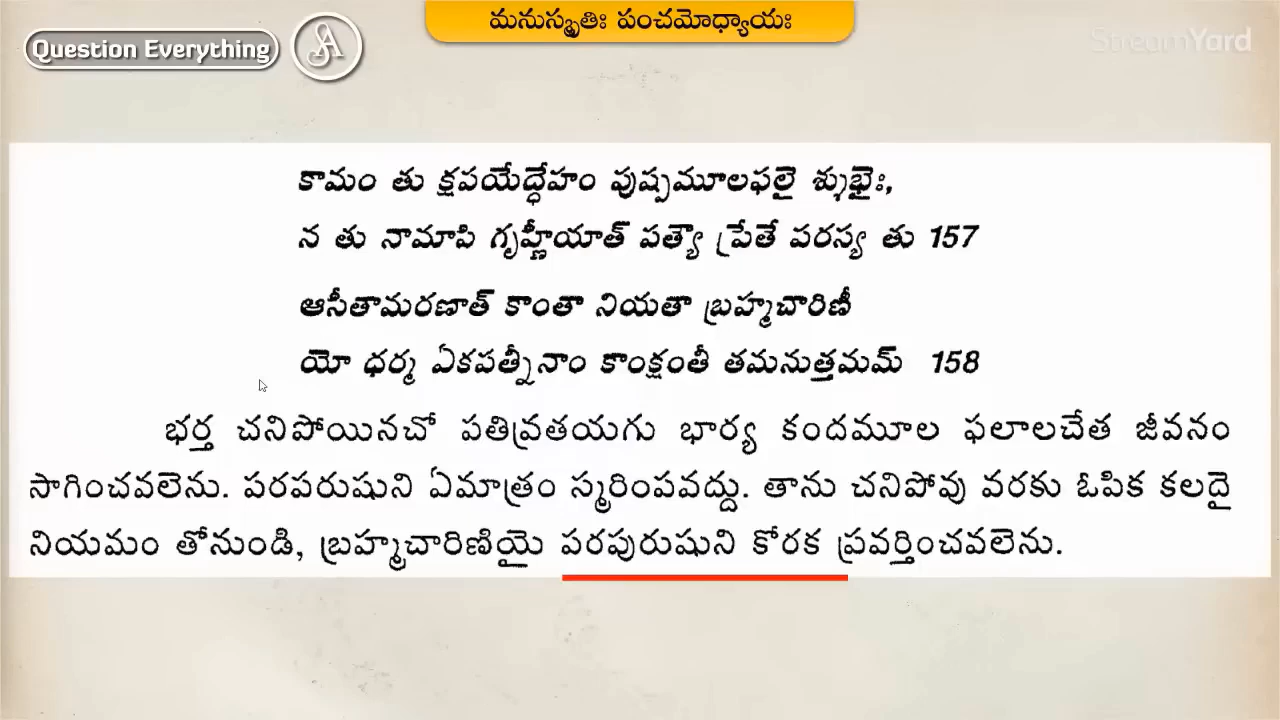 మనుస్మృతిః పంచమోధ్యాయః
Question Everything
StreamYard
కామం తు క్షపయేద్దేహం పుష్పమూలఫలై శ్శుభైః,
న తు నామాపి గృహ్ణీయాత్ పత్యౌ ప్రేతే పరస్య తు 157
ఆసీతామరణాత్ కాంతా నియతా బ్రహ్మచారిణీ
యో ధర్మ ఏకపత్నీనాం కాంక్షంతీ తమనుత్తమమ్ 158
భర్త చనిపోయినచో పతివ్రతయగు భార్య కందమూల ఫలాలచేత జీవనం
సాగించవలెను. పరపరుషుని ఏమాత్రం స్మరింపవద్దు. తాను చనిపోవు వరకు ఓపిక కలదై
నియమం తోనుండి, బ్రహ్మచారిణియై పరపురుషుని కోరక ప్రవర్తించవలెను.